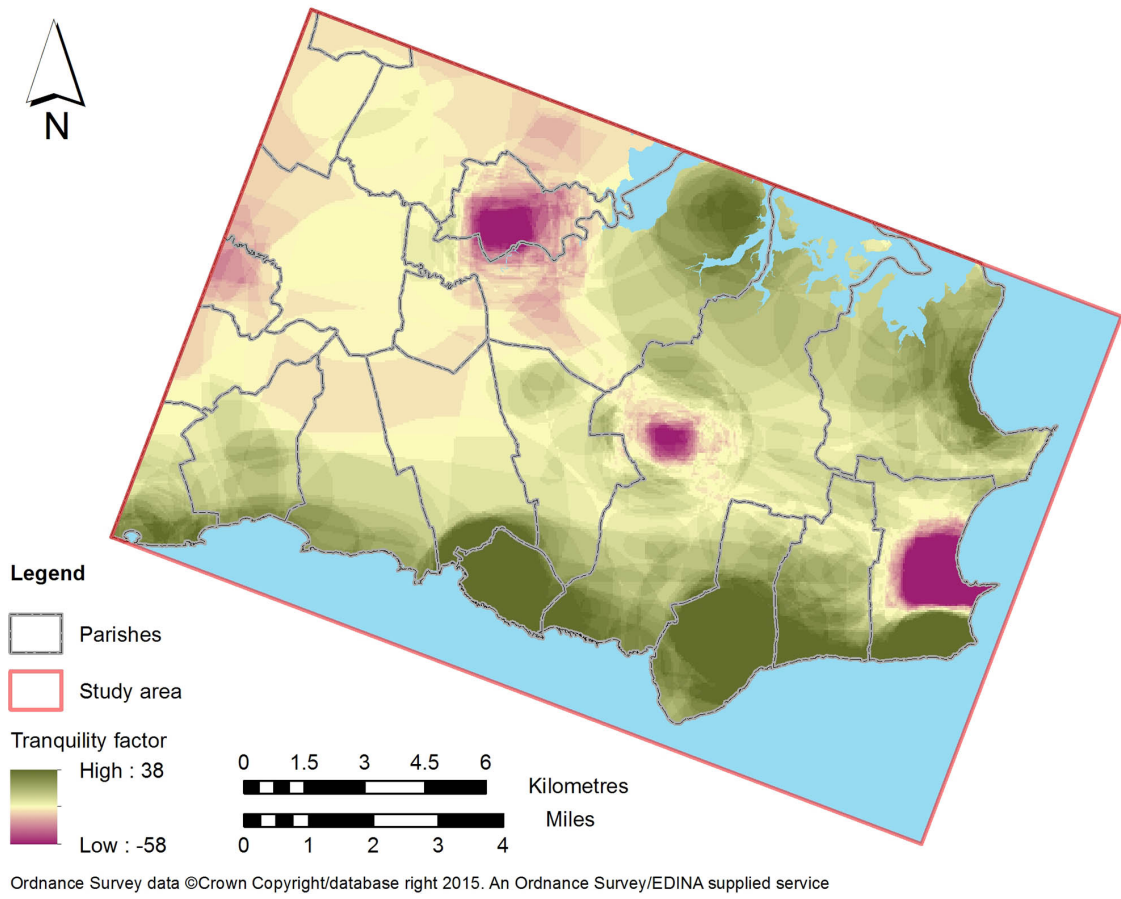 N
Legend
Parishes
Study area
Tranquility factor
High : 38
Low : -58
0 1.5 3 4.5 6
Kilometres
Miles
0 1 2 3 4
Ordnance Survey data ©Crown Copyright/database right 2015. An Ordnance Survey/EDINA supplied service